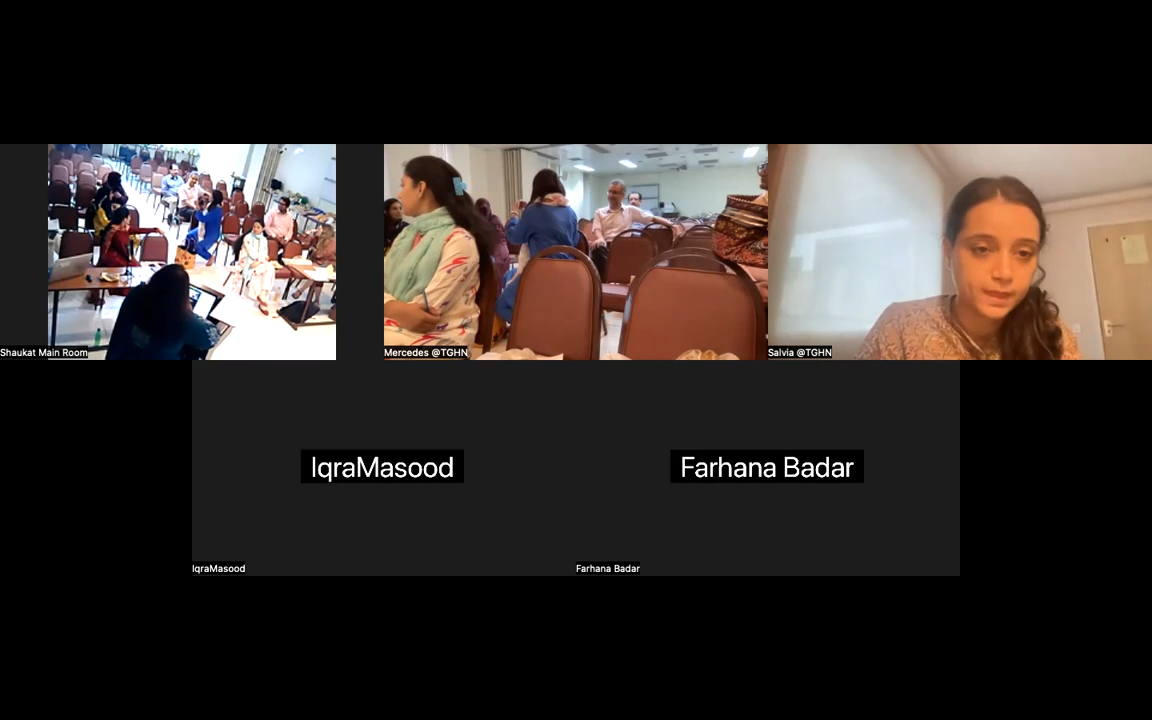 Shaukat Main Room
Mercedes @TGHN
Salvia @TGHN
IqraMasood
Farhana Badar
IqraMasood
Farhana Badar